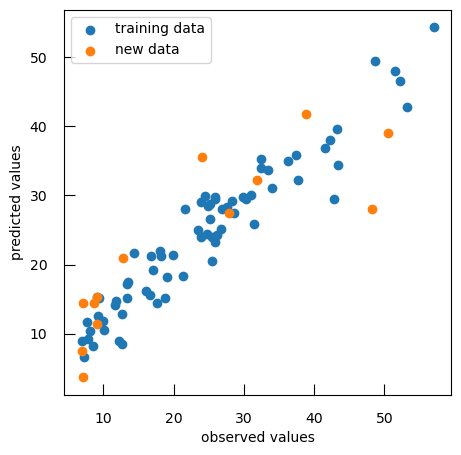 training data
new data
50
40
30
20
10
predicted values
10 20 30 40 50
observed values